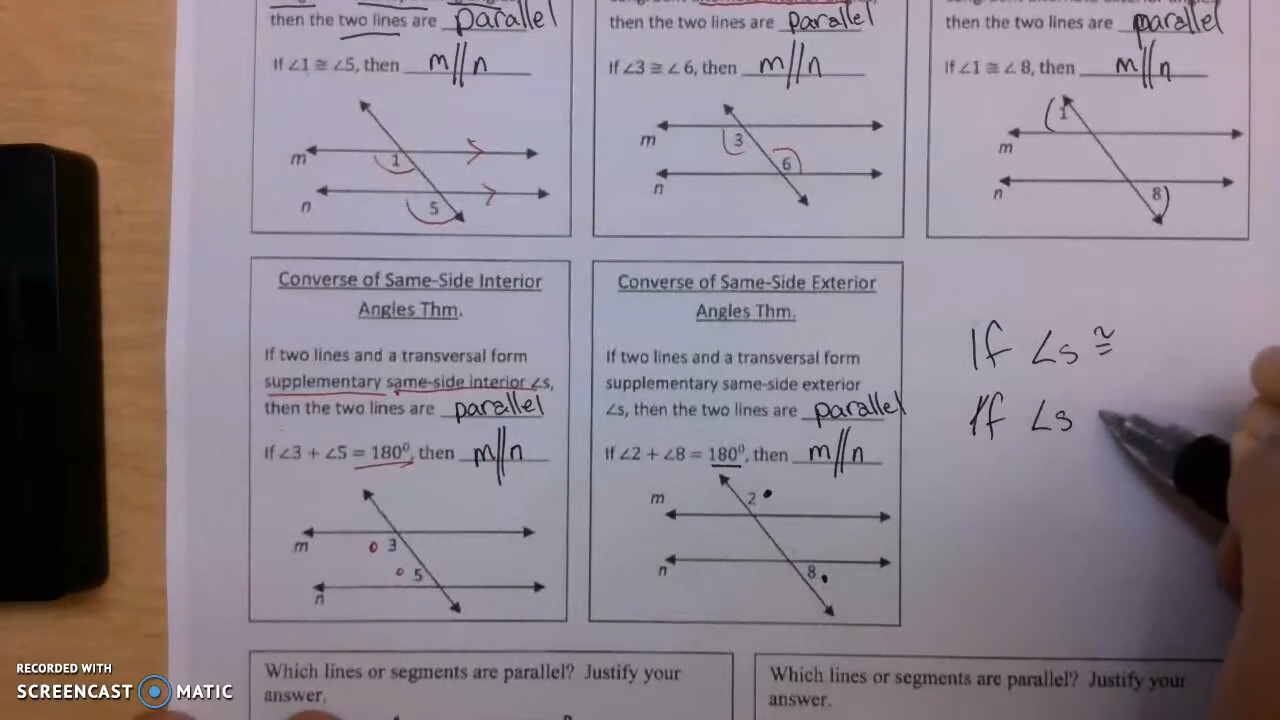 then the two lines are parallel
If ∠1 ≅ ∠5, then m//n
m
1
n
5
then the two lines are parallel
If ∠3 ≅ ∠ 6, then m//n
m
3
6
n
then the two lines are parallel
If ∠1 ≅ ∠ 8, then m//n
1
m
n
8
Converse of Same-Side Interior
Angles Thm.
If two lines and a transversal form
supplementary same-side interior ∠s,
then the two lines are parallel
If ∠3 + ∠5 = 180⁰, then m//n
m
3
5
n
Converse of Same-Side Exterior
Angles Thm.
If two lines and a transversal form
supplementary same-side exterior
∠s, then the two lines are parallel
If ∠2 + ∠8 = 180⁰, then m//n
m
2
n
8
If ∠s ≅
If ∠s
Which lines or segments are parallel? Justify your
answer.
Which lines or segments are parallel? Justify your
answer.
RECORDED WITH
SCREENCAST MATIC